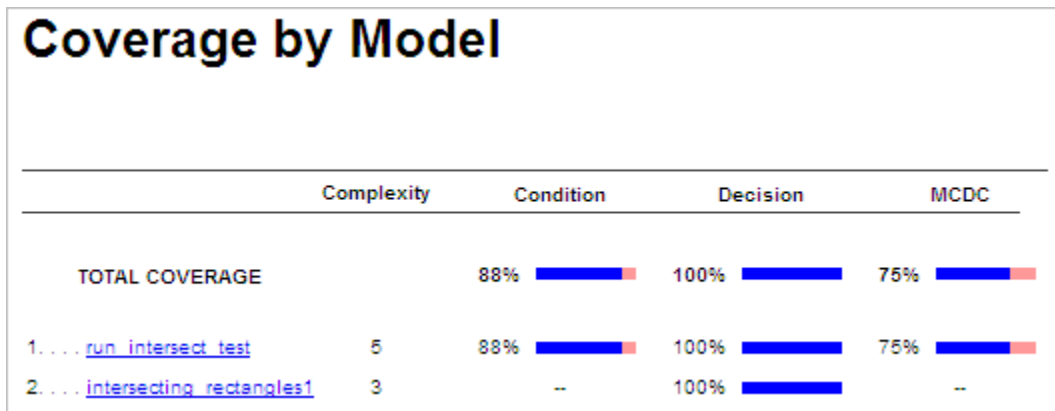 Coverage by Model
Complexity Condition Decision MCDC
TOTAL COVERAGE 88% 100% 75%
1. . . . run_intersect_test 5 88% 100% 75%
2. . . . intersecting_rectangles1 3 -- 100% --